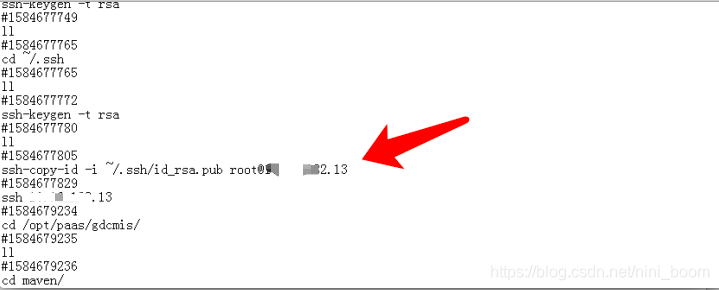 ssh-keygen -t rsa
#1584677749
ll
#1584677765
cd ~/.ssh
#1584677765
ll
#1584677772
ssh-keygen -t rsa
#1584677780
ll
#1584677805
ssh-copy-id -i ~/.ssh/id_rsa.pub root@ 2.13
#1584677829
ssh .13
#1584679234
cd /opt/paas/gdcmis/
#1584679235
ll
#1584679236
cd maven/
https://blog.csdn.net/nini_boom